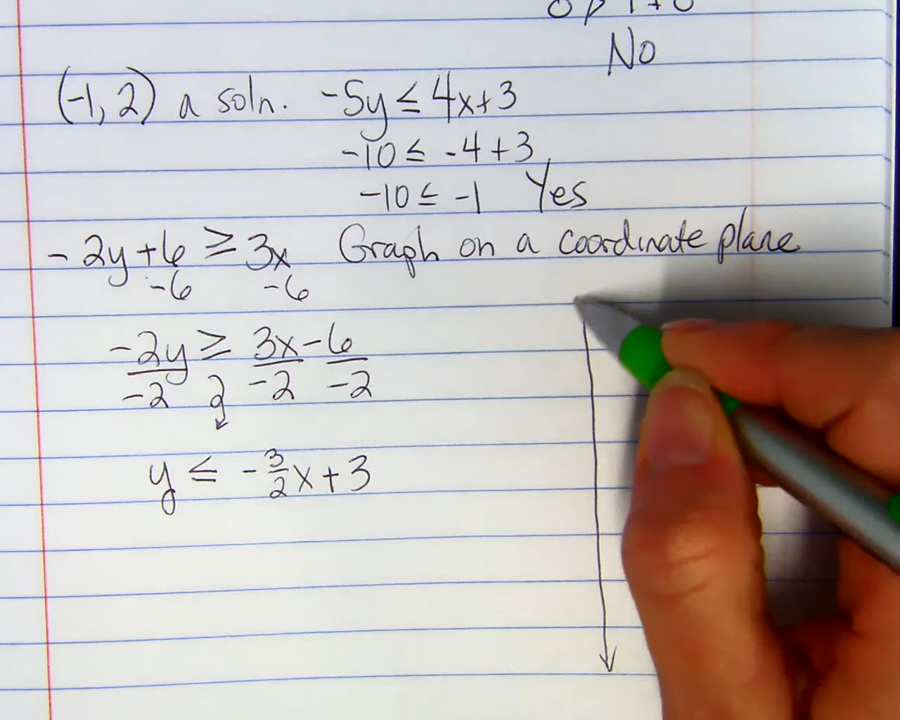 No
(-1, 2) a soln. -5y ≤ 4x+3
-10 ≤ -4+3
-10 ≤ -1 Yes
-2y+6 ≥ 3x Graph on a coordinate plane
-6 -6
-2y ≥ 3x-6
-2 -2 -2
y ≤ -3/2x+3